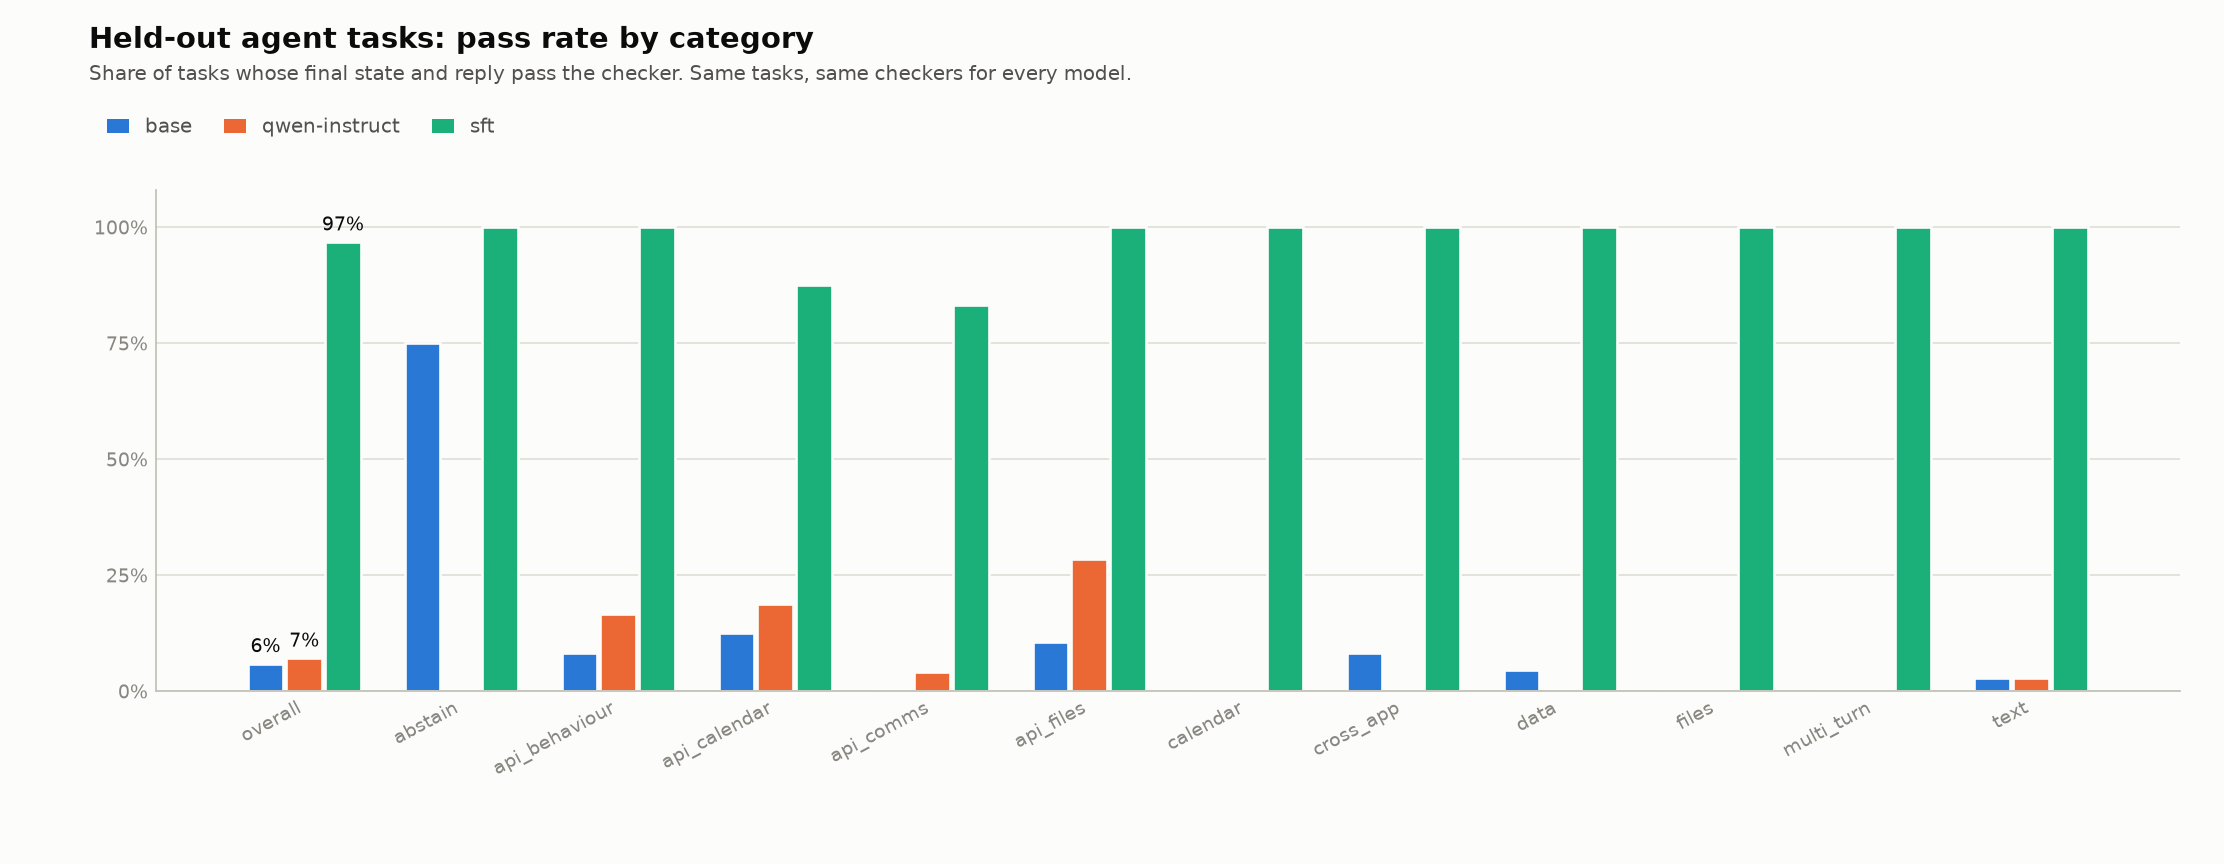 Held-out agent tasks: pass rate by category
Share of tasks whose final state and reply pass the checker. Same tasks, same checkers for every model.
base qwen-instruct sft
100%
75%
50%
25%
0%
6% 7% 97%
overall abstain api_behaviour api_calendar api_comms api_files calendar cross_app data files multi_turn text